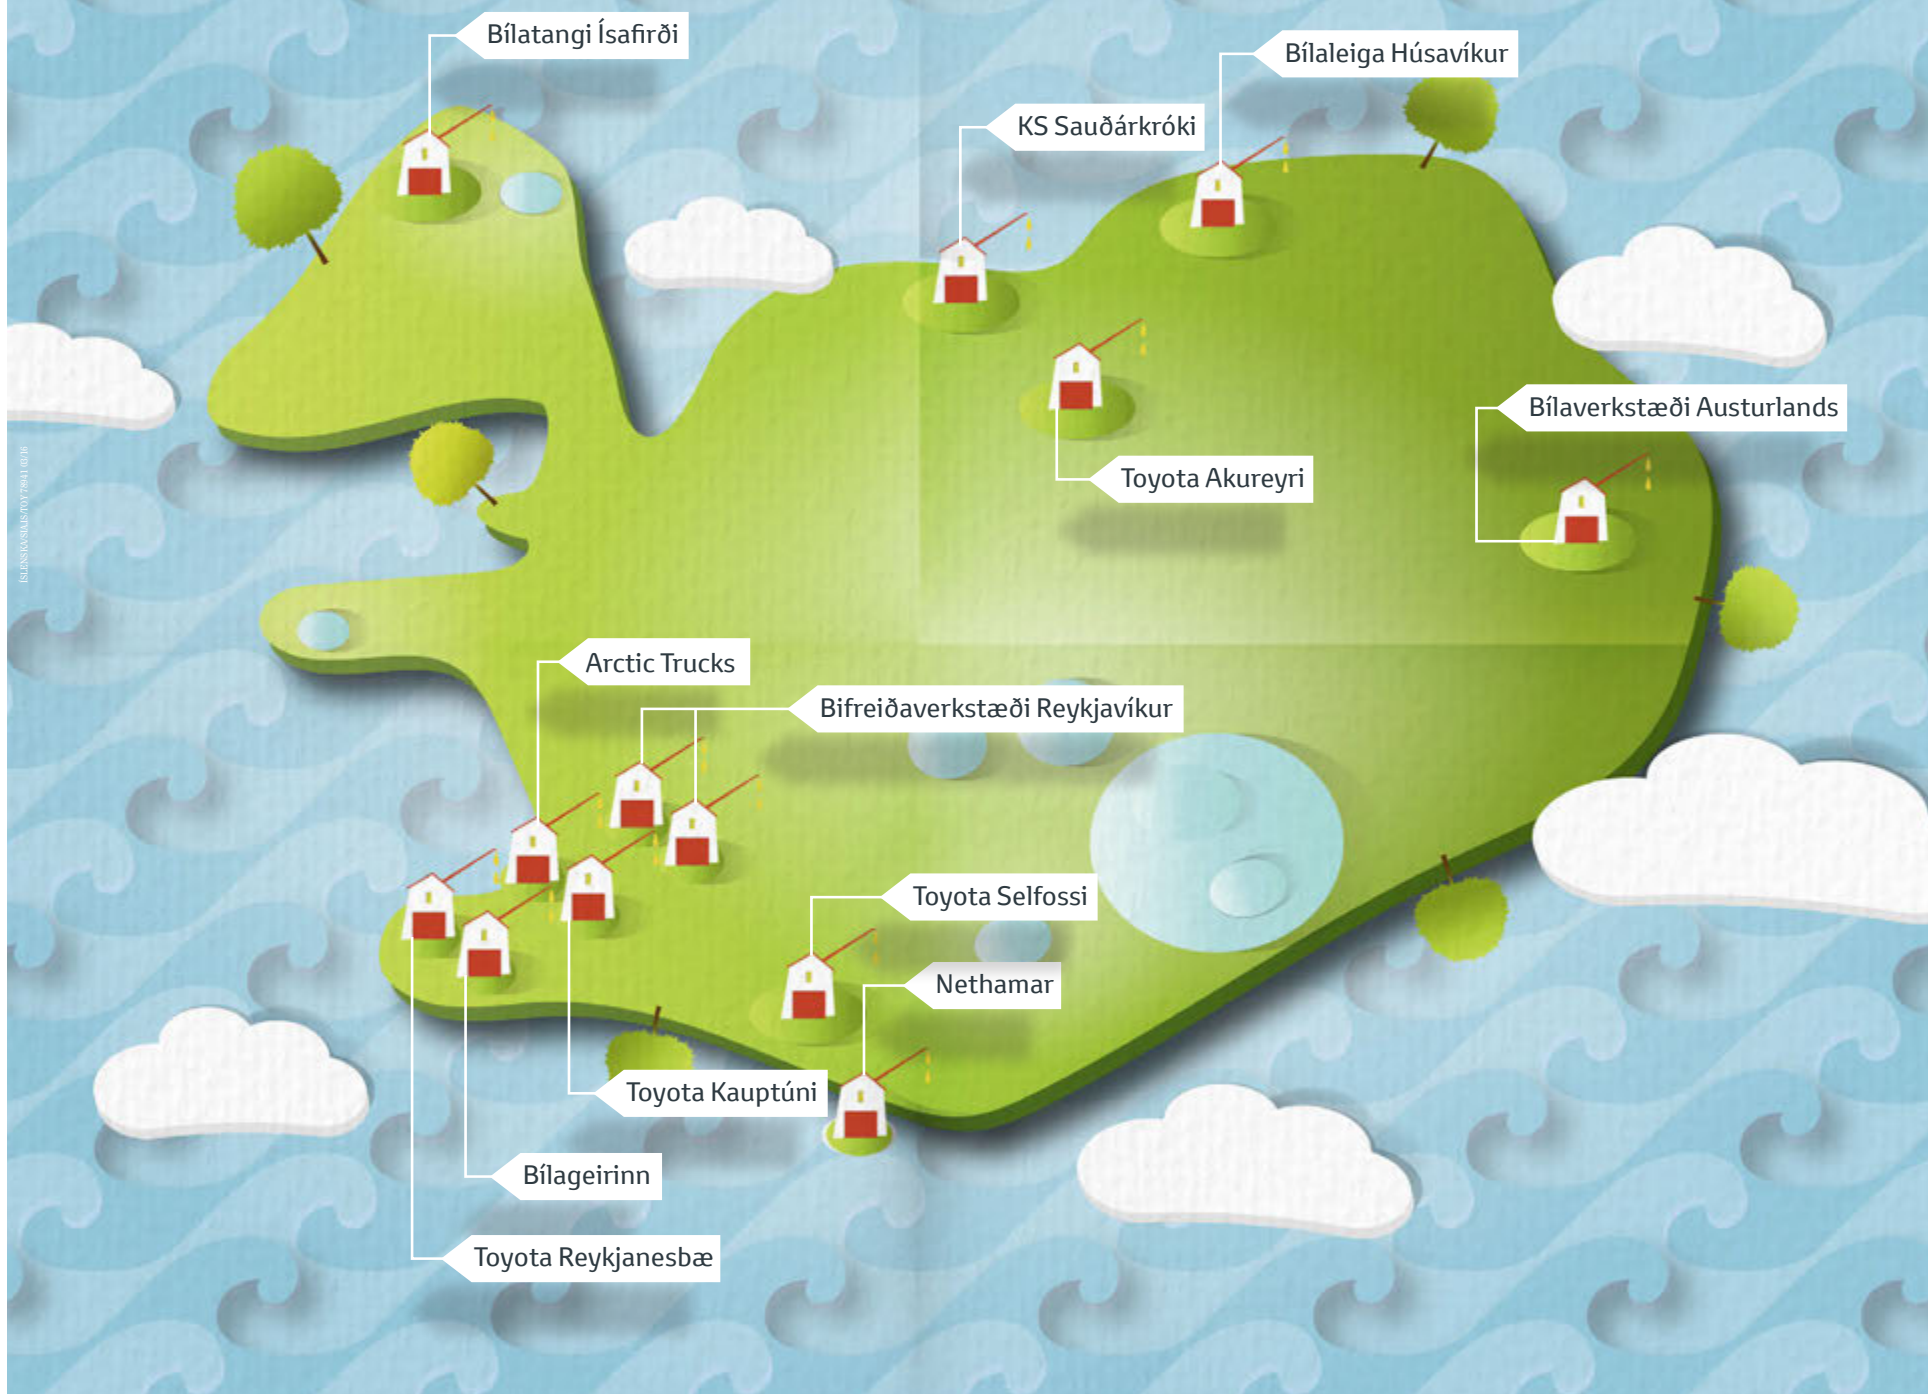 Bílatangi Ísafirði
Bílaleiga Húsavíkur
KS Sauðárkróki
Bílaverkstæði Austurlands
Toyota Akureyri
Arctic Trucks
Bifreiðaverkstæði Reykjavíkur
Toyota Selfossi
Nethamar
Toyota Kauptúni
Bílageirinn
Toyota Reykjanesbæ